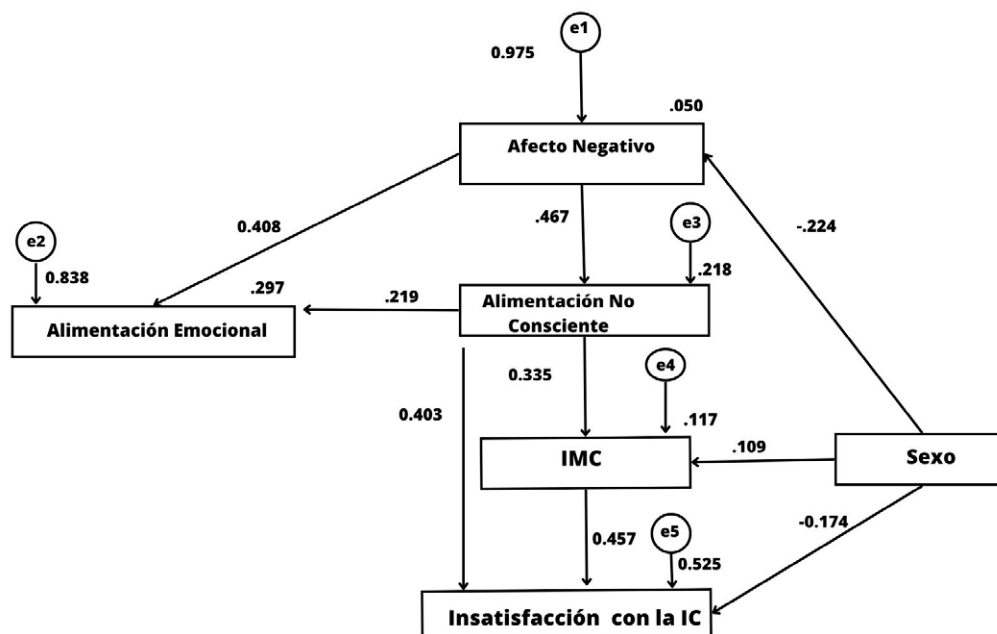 e1
0.975
.050
Afecto Negativo
e2
0.408
.467
e3
-.224
0.838
.297
.219
.218
Alimentación Emocional
Alimentación No
Consciente
0.403
0.335
e4
.117
IMC
.109
Sexo
0.457
e5
0.525
-0.174
Insatisfacción con la IC